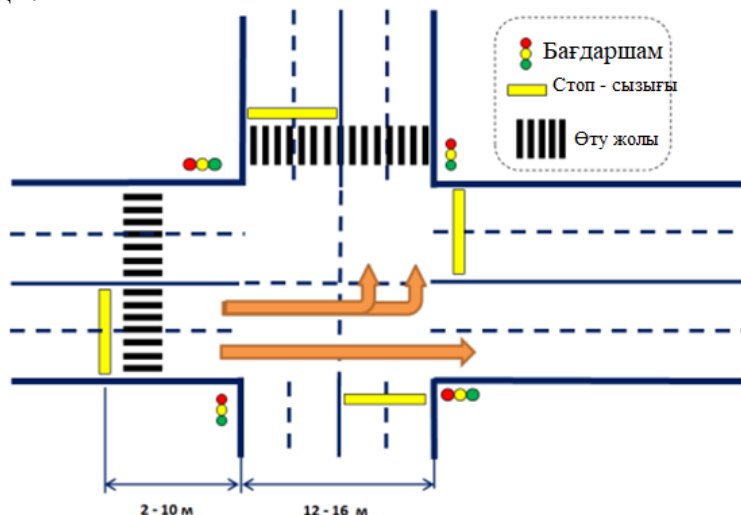 Бағдаршам
Стоп - сызығы
Өту жолы
2 - 10 м
12 - 16 м